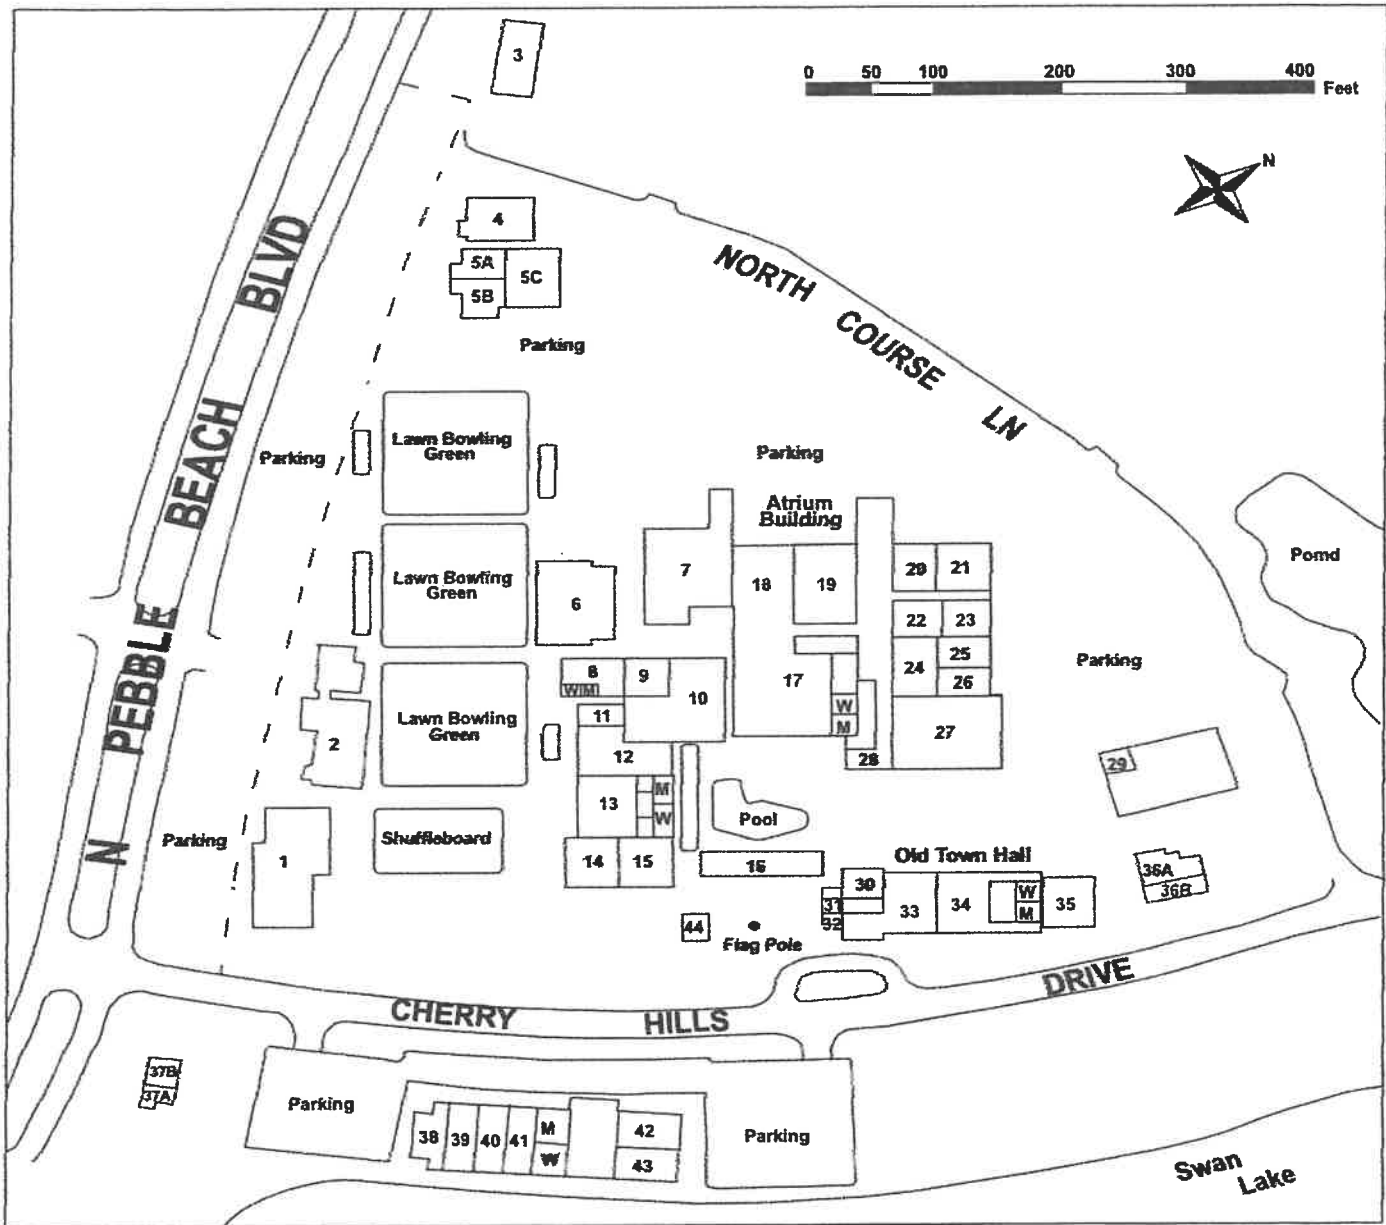 3
0 50 100 200 300 400
Feet
N
4
5A
5C
5B
Parking
N PEBBLE BEACH BLVD
NORTH COURSE LN
Lawn Bowling
Green
Parking
Parking
Atrium
Building
Pomd
Lawn Bowling
Green
6
7
18
19
20
21
22
23
24
25
26
Parking
8
W M
9
10
17
W
M
27
28
Lawn Bowling
Green
2
11
12
13
M
W
29
Parking
1
Shuffleboard
Pool
14
15
16
Old Town Hall
30
31
32
33
34
W
M
35
36A
36B
44
Flag Pole
CHERRY HILLS DRIVE
37B
37A
Parking
38
39
40
41
M
W
42
43
Parking
Swan
Lake